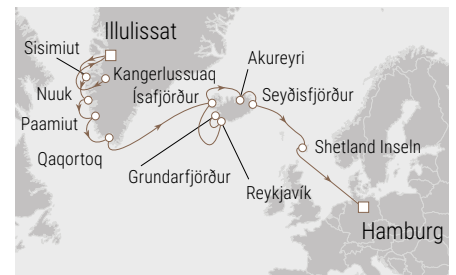 Illulissat
Sisimiut
Kangerlussuaq
Akureyri
Nuuk
Ísafjörður
Seyðisfjörður
Paamiut
Qaqortoq
Shetland Inseln
Grundarfjörður
Reykjavík
Hamburg